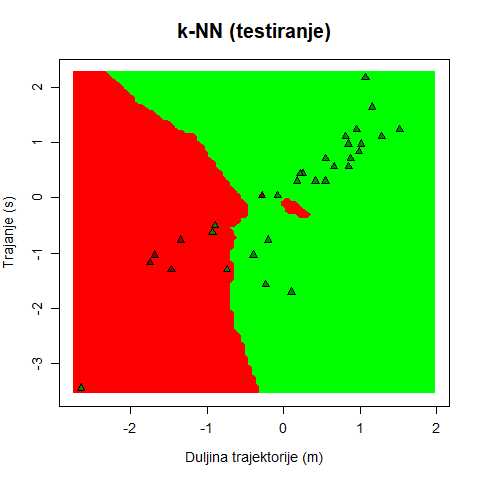 k-NN (testiranje)
2
1
0
-1
-2
-3
Trajanje (s)
-2 -1 0 1 2
Duljina trajektorije (m)